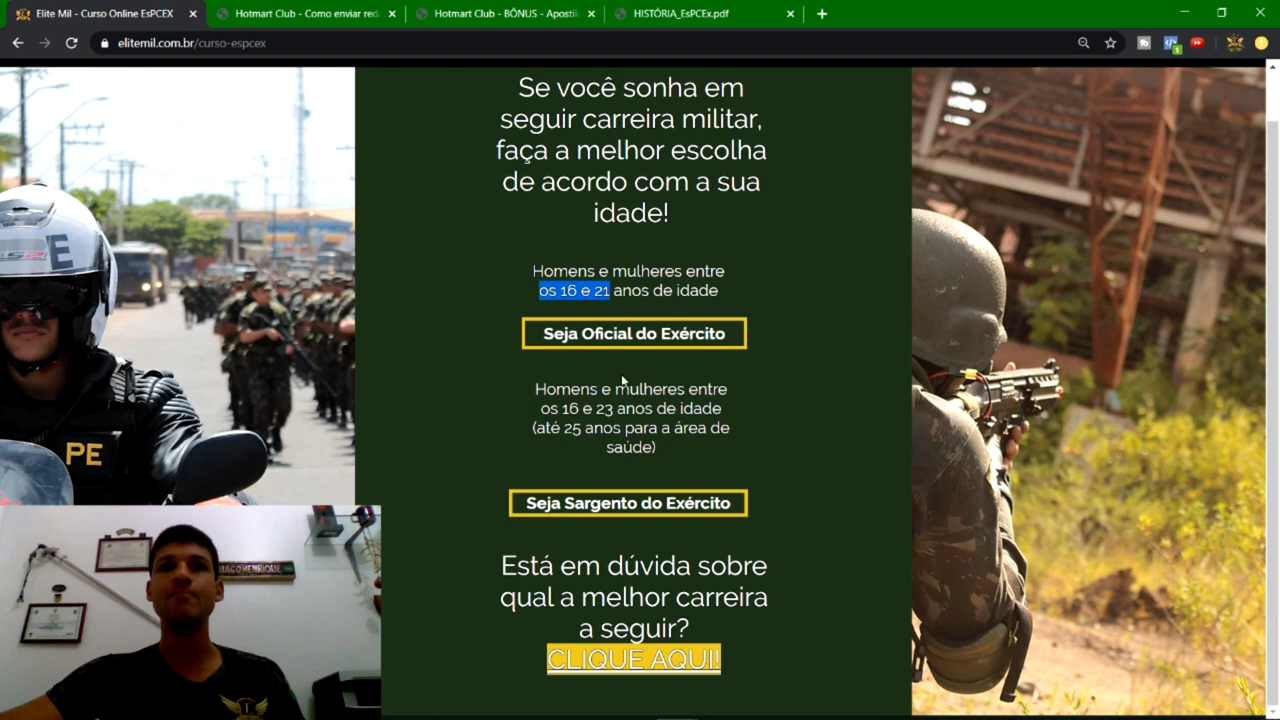 Elite Mil - Curso Online EsPCEX
Hotmart Club - Como enviar red
Hotmart Club - BÔNUS - Apostil
HISTÓRIA_EsPCEx.pdf
elitemil.com.br/curso-espcex
Se você sonha em
seguir carreira militar,
faça a melhor escolha
de acordo com a sua
idade!
Homens e mulheres entre
os 16 e 21 anos de idade
Seja Oficial do Exército
Homens e mulheres entre
os 16 e 23 anos de idade
(até 25 anos para a área de
saúde)
Seja Sargento do Exército
Está em dúvida sobre
qual a melhor carreira
a seguir?
CLIQUE AQUI!
E
PE